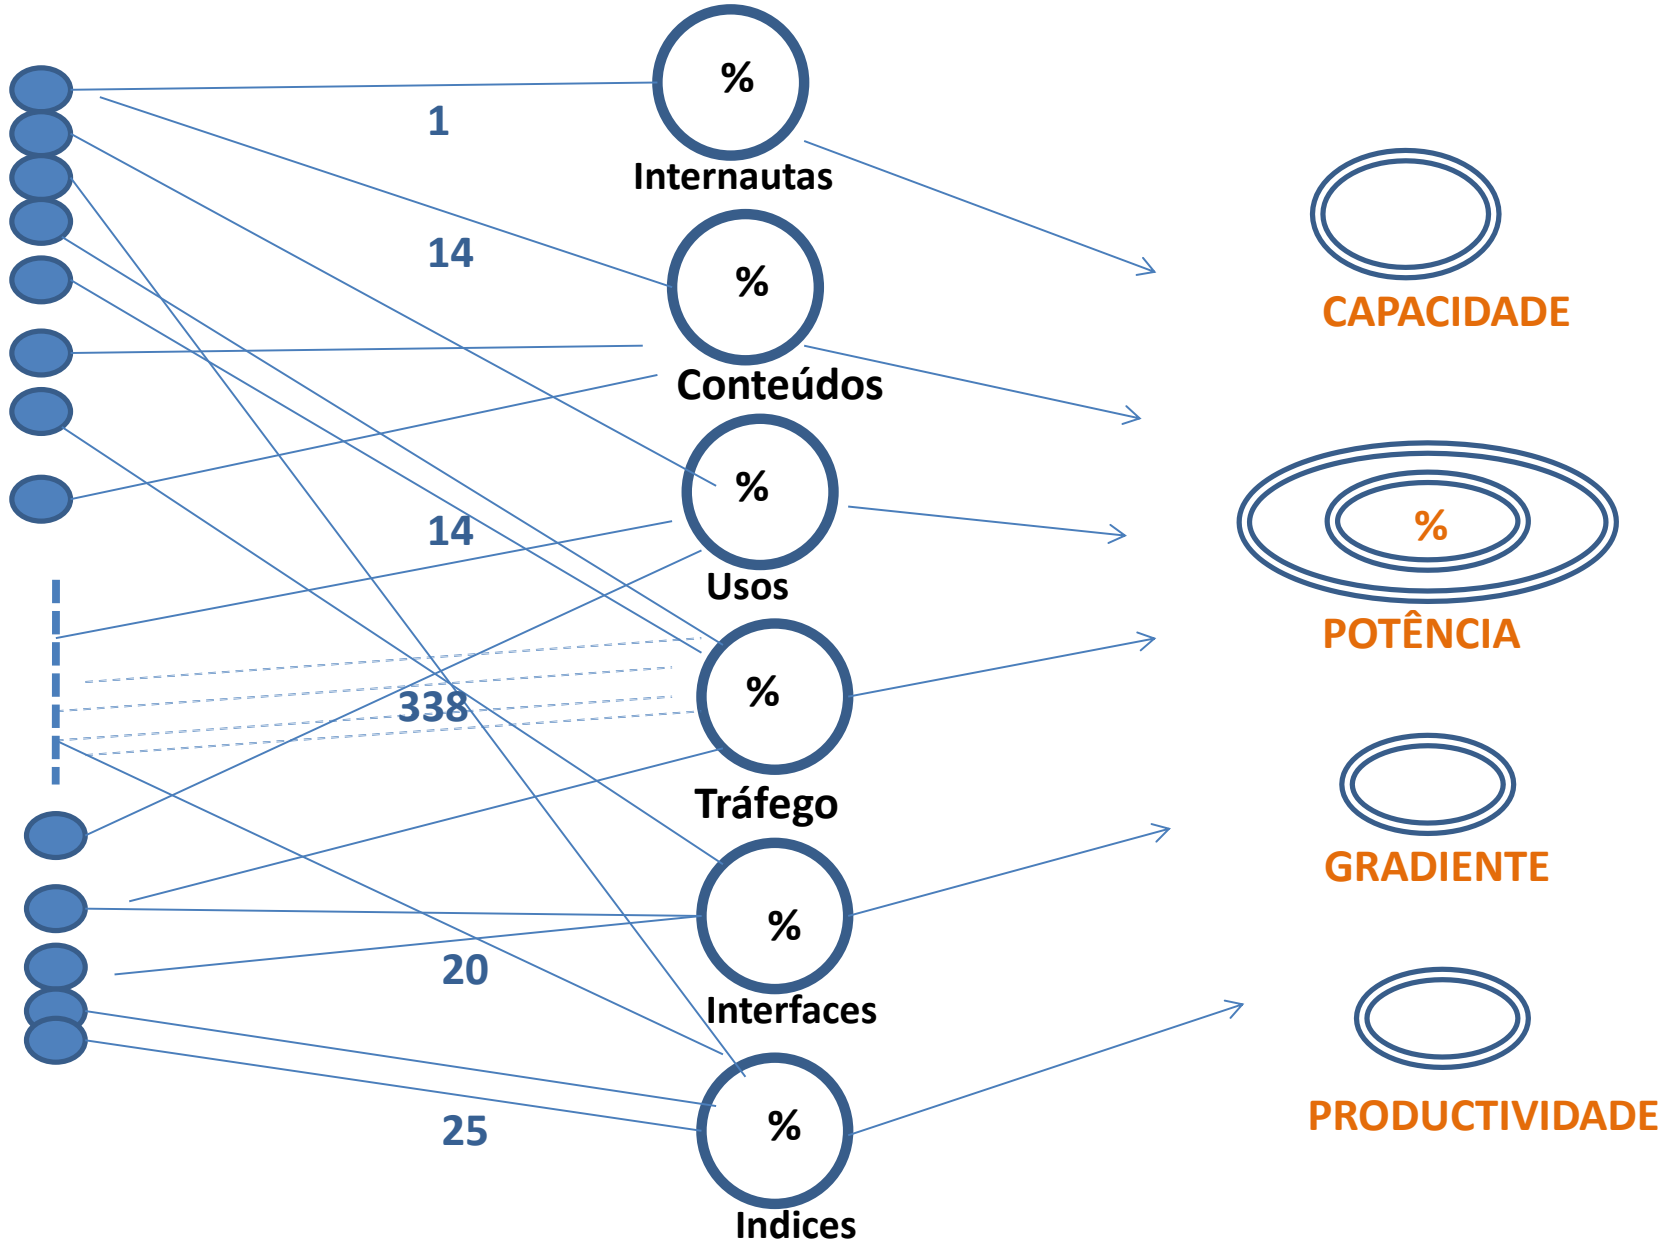 %
1
Internautas
14
%
Conteúdos
%
14
Usos
%
338
Tráfego
%
20
Interfaces
%
25
Indices
CAPACIDADE
%
POTÊNCIA
GRADIENTE
PRODUCTIVIDADE